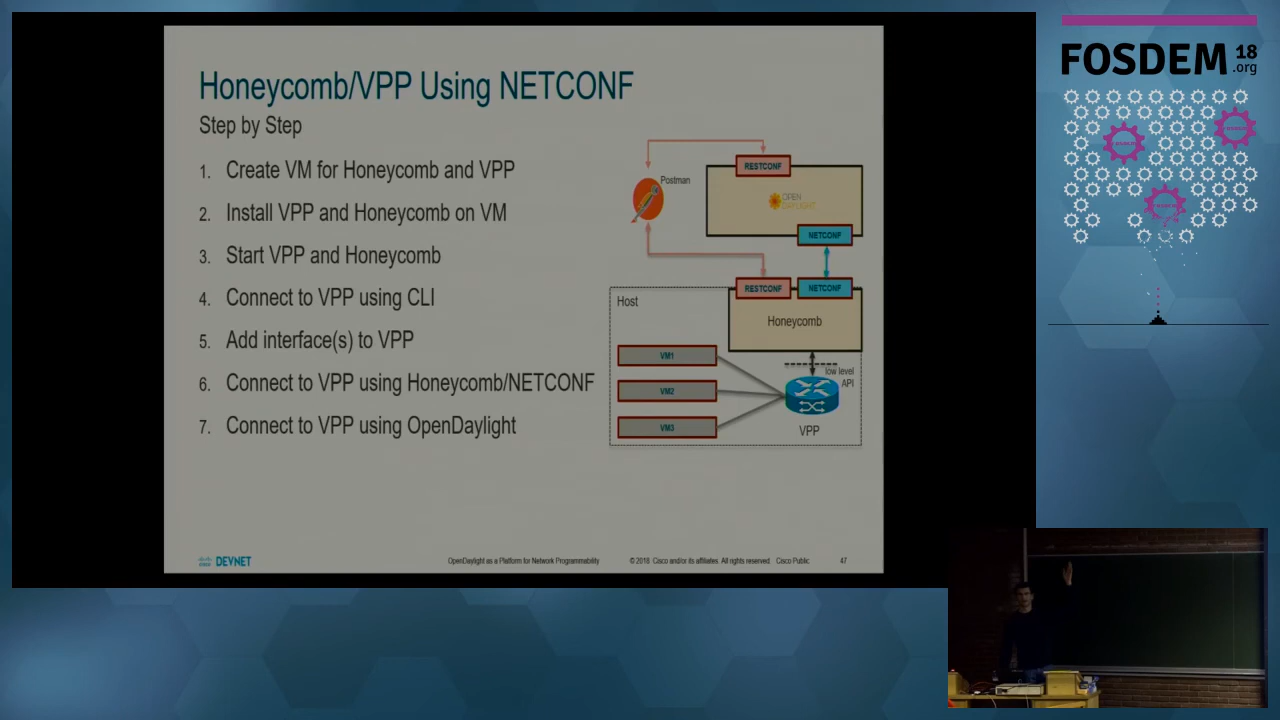 Honeycomb/VPP Using NETCONF
Step by Step
1. Create VM for Honeycomb and VPP
2. Install VPP and Honeycomb on VM
3. Start VPP and Honeycomb
4. Connect to VPP using CLI
5. Add interface(s) to VPP
6. Connect to VPP using Honeycomb/NETCONF
7. Connect to VPP using OpenDaylight
RESTCONF
Postman
OPEN
DAYLIGHT
NETCONF
RESTCONF
NETCONF
Host
Honeycomb
VM1
low level
API
VM2
VM3
VPP
CISCO DEVNET
OpenDaylight as a Platform for Network Programmability
© 2018 Cisco and/or its affiliates. All rights reserved. Cisco Public
47
FOSDEM 18
.org